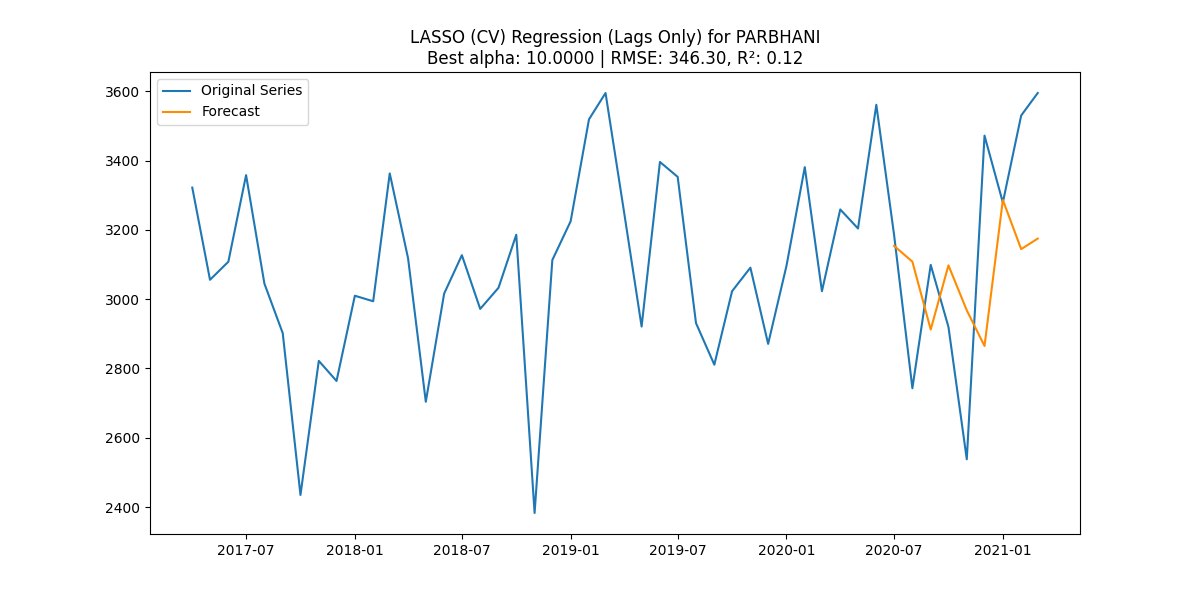 LASSO (CV) Regression (Lags Only) for PARBHANI
Best alpha: 10.0000 | RMSE: 346.30, R²: 0.12
Original Series
Forecast
3600
3400
3200
3000
2800
2600
2400
2017-07 2018-01 2018-07 2019-01 2019-07 2020-01 2020-07 2021-01